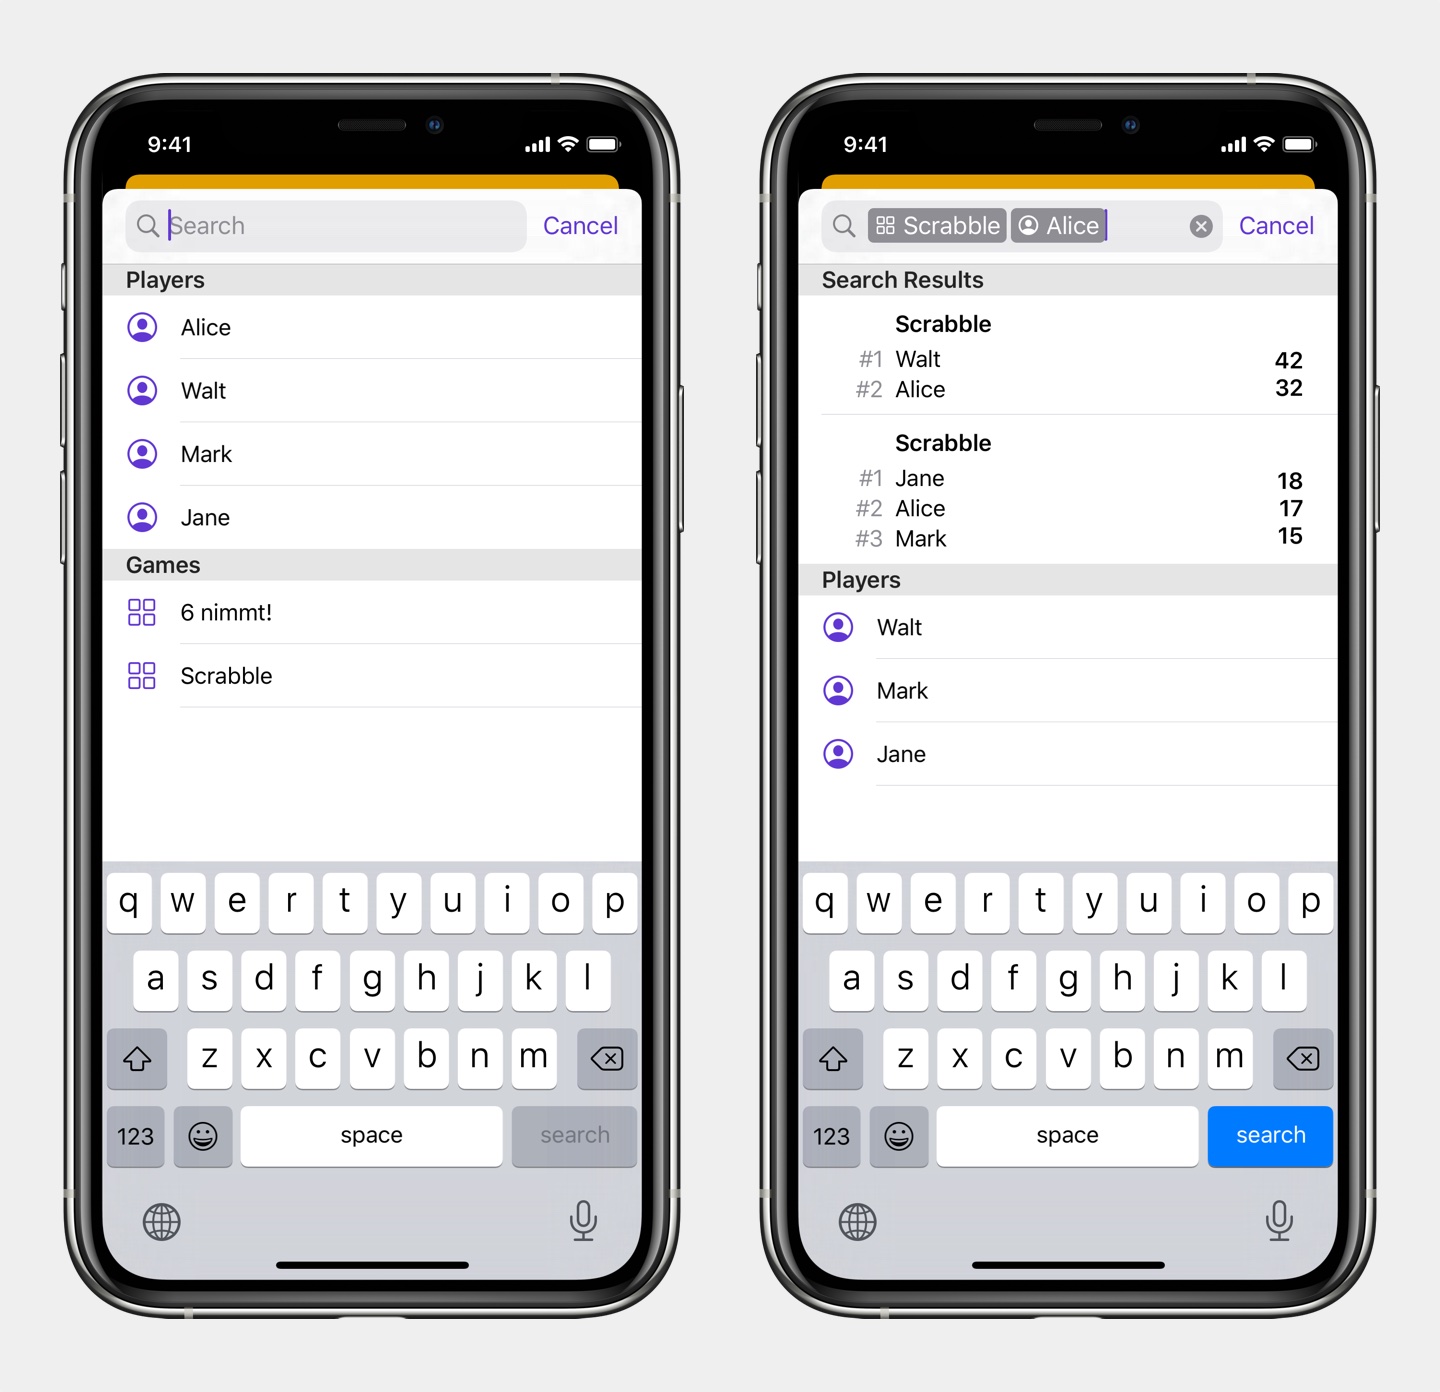 9:41
Search Cancel
Players
Alice
Walt
Mark
Jane
Games
6 nimmt!
Scrabble
q w e r t y u i o p
a s d f g h j k l
z x c v b n m
123 space search
9:41
Scrabble Alice Cancel
Search Results
Scrabble
#1 Walt 42
#2 Alice 32
Scrabble
#1 Jane 18
#2 Alice 17
#3 Mark 15
Players
Walt
Mark
Jane
q w e r t y u i o p
a s d f g h j k l
z x c v b n m
123 space search